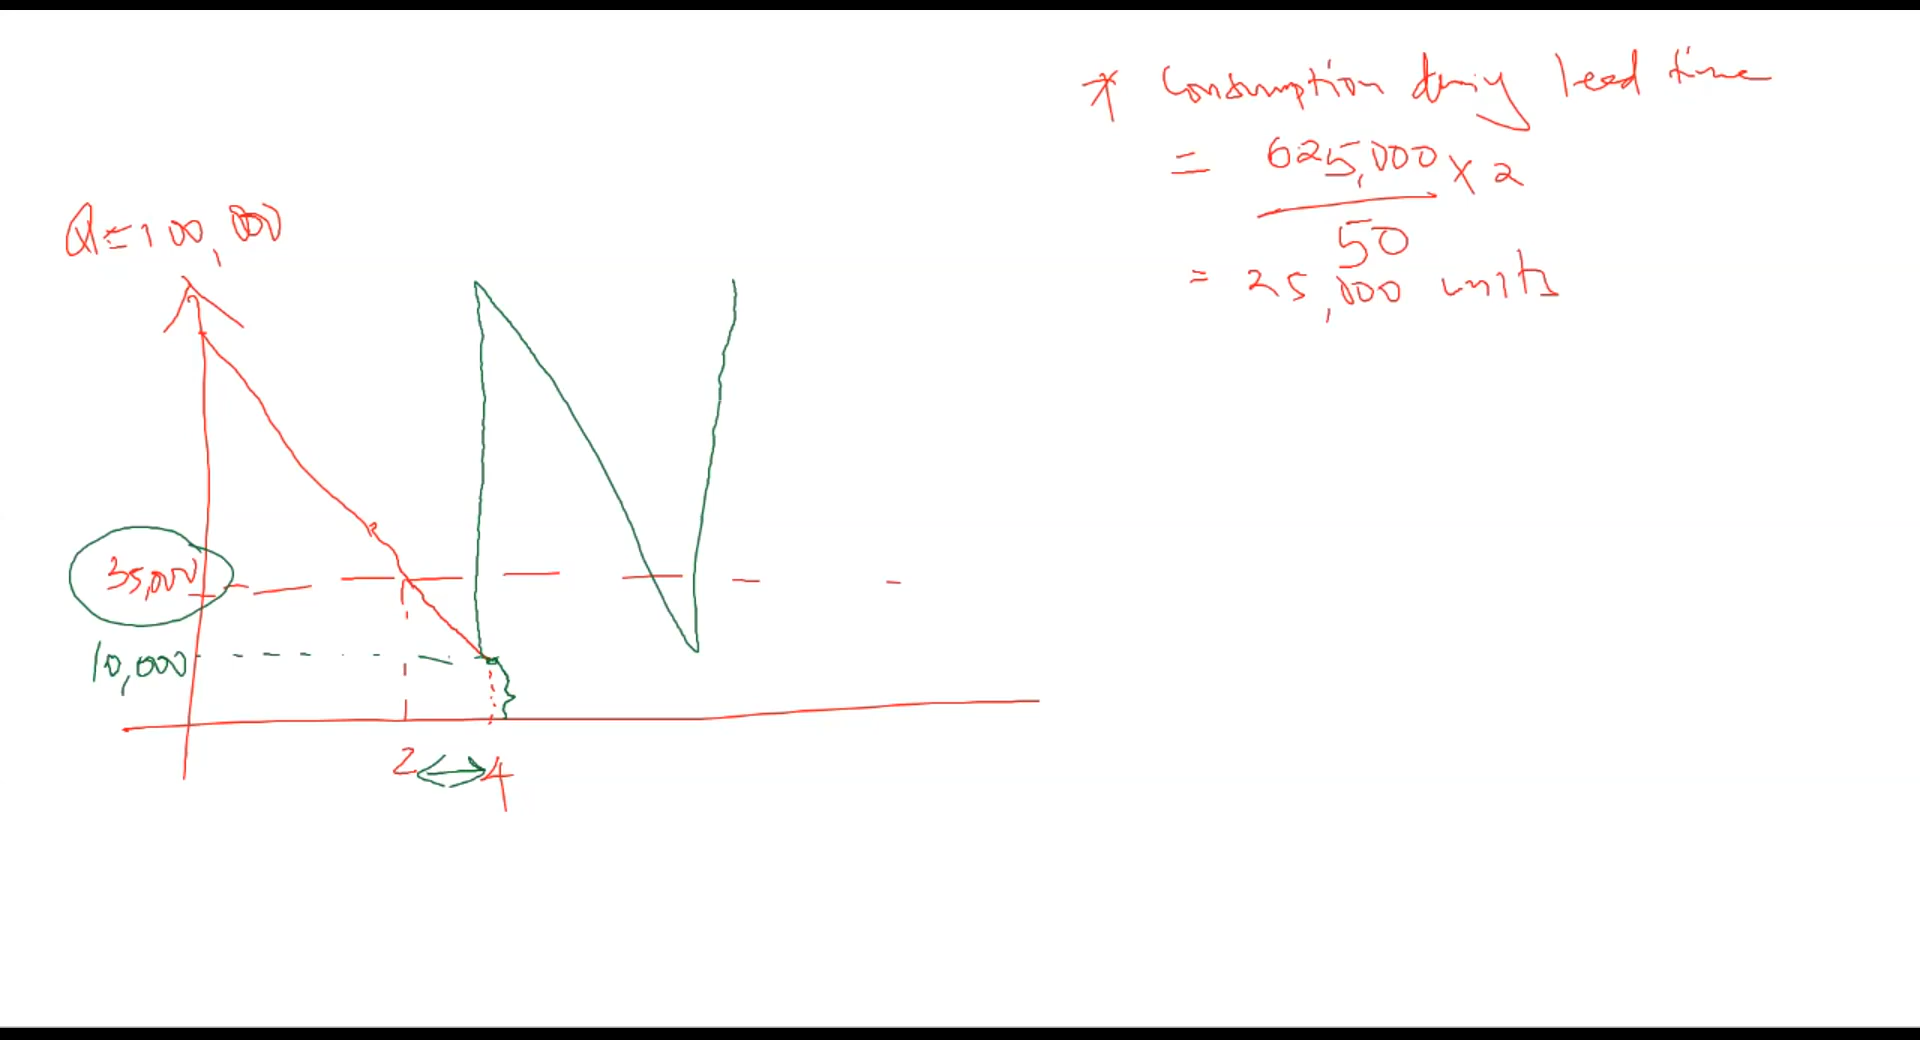 * Consumption during lead time
= 625,000 x 2
50
= 25,000 units
Q = 100,000
35,000
10,000
2 4